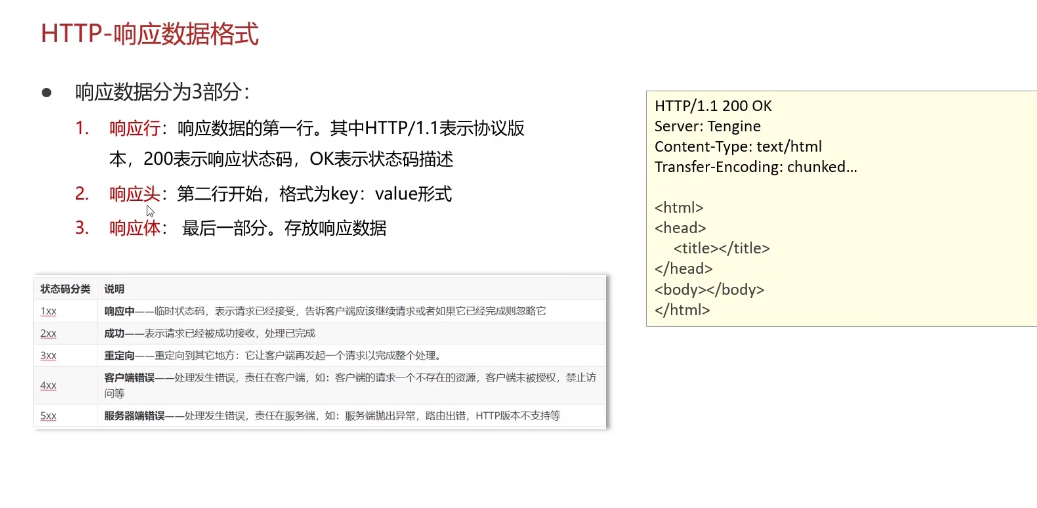 HTTP-响应数据格式
● 响应数据分为3部分：
1. 响应行：响应数据的第一行。其中HTTP/1.1表示协议版
本，200表示响应状态码，OK表示状态码描述
2. 响应头：第二行开始，格式为key：value形式
3. 响应体： 最后一部分。存放响应数据
状态码分类 说明
1xx 响应中——临时状态码，表示请求已经接受，告诉客户端应该继续请求或者如果它已经完成则忽略它
2xx 成功——表示请求已经被成功接收，处理已完成
3xx 重定向——重定向到其它地方：它让客户端再发起一个请求以完成整个处理。
4xx 客户端错误——处理发生错误，责任在客户端，如：客户端的请求一个不存在的资源，客户端未被授权，禁止访
问等
5xx 服务器端错误——处理发生错误，责任在服务端，如：服务端抛出异常，路由出错，HTTP版本不支持等
HTTP/1.1 200 OK
Server: Tengine
Content-Type: text/html
Transfer-Encoding: chunked…
<html>
<head>
<title></title>
</head>
<body></body>
</html>